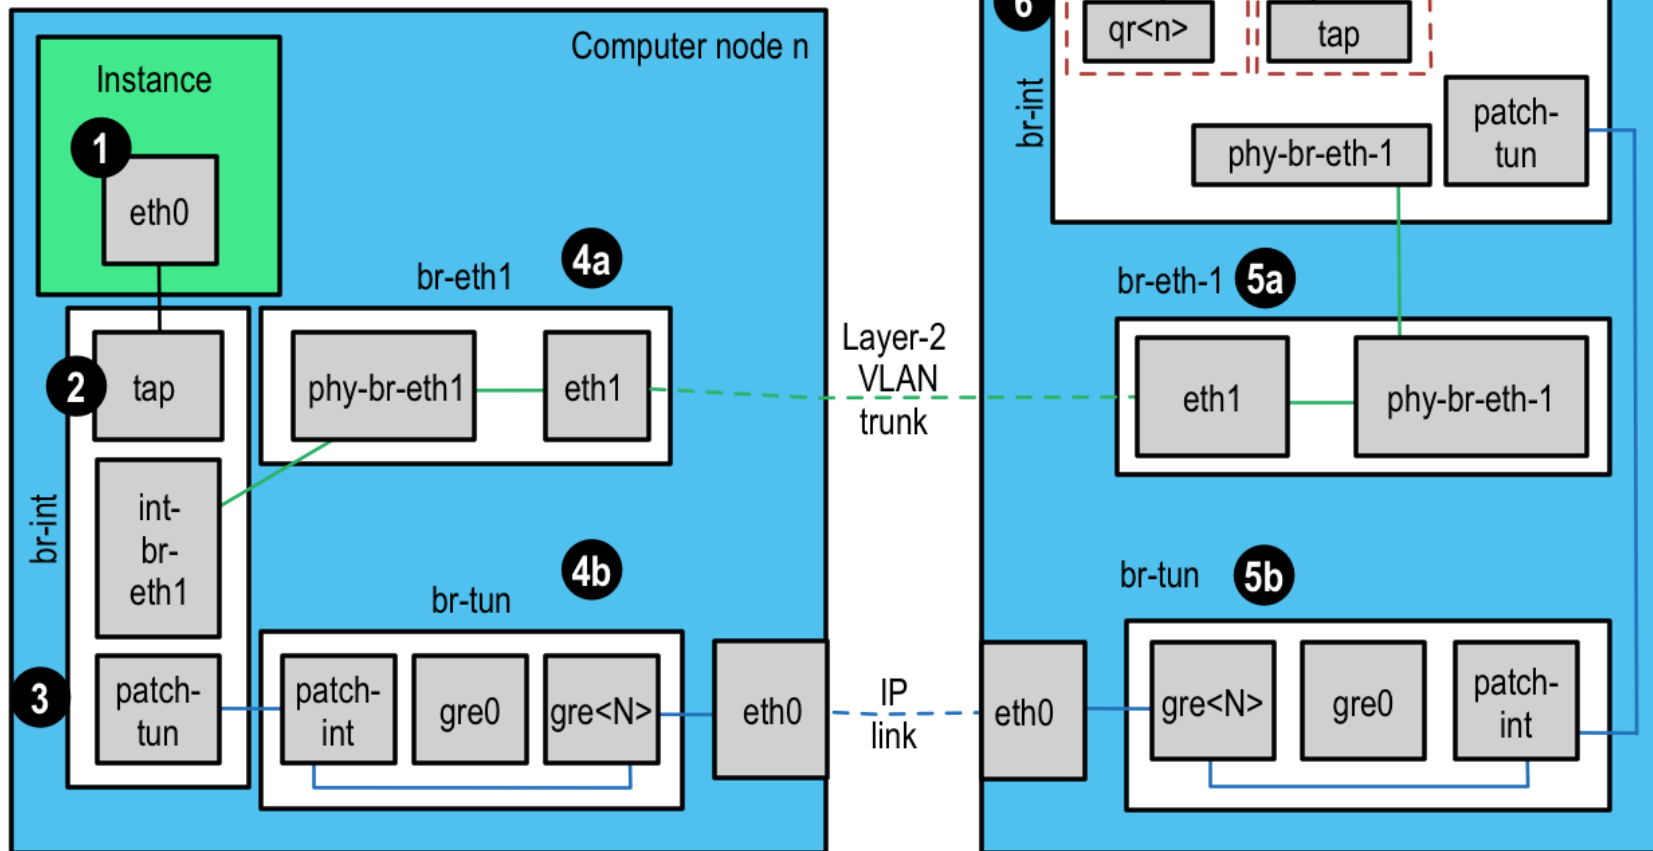 Computer node n
Instance
1
eth0
br-eth1
4a
2
tap
phy-br-eth1
eth1
int-
br-
eth1
br-int
br-tun
4b
3
patch-
tun
patch-
int
gre0
gre<N>
eth0
Layer-2
VLAN
trunk
IP
link
6
qr<n>
tap
br-int
phy-br-eth-1
patch-
tun
br-eth-1
5a
eth1
phy-br-eth-1
br-tun
5b
eth0
gre<N>
gre0
patch-
int